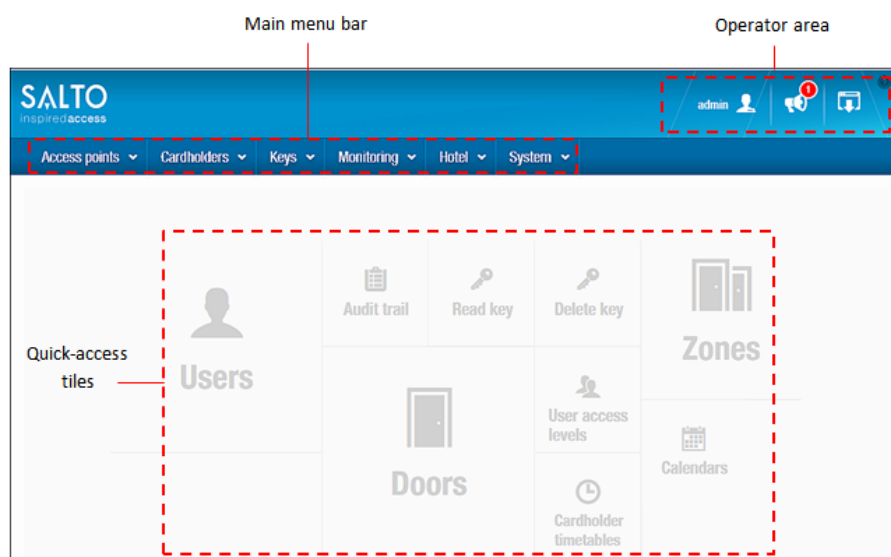 Main menu bar
Operator area
SALTO
inspiredaccess
admin
1
Access points
Cardholders
Keys
Monitoring
Hotel
System
Quick-access
tiles
Users
Audit trail
Read key
Delete key
Zones
Doors
User access
levels
Calendars
Cardholder
timetables